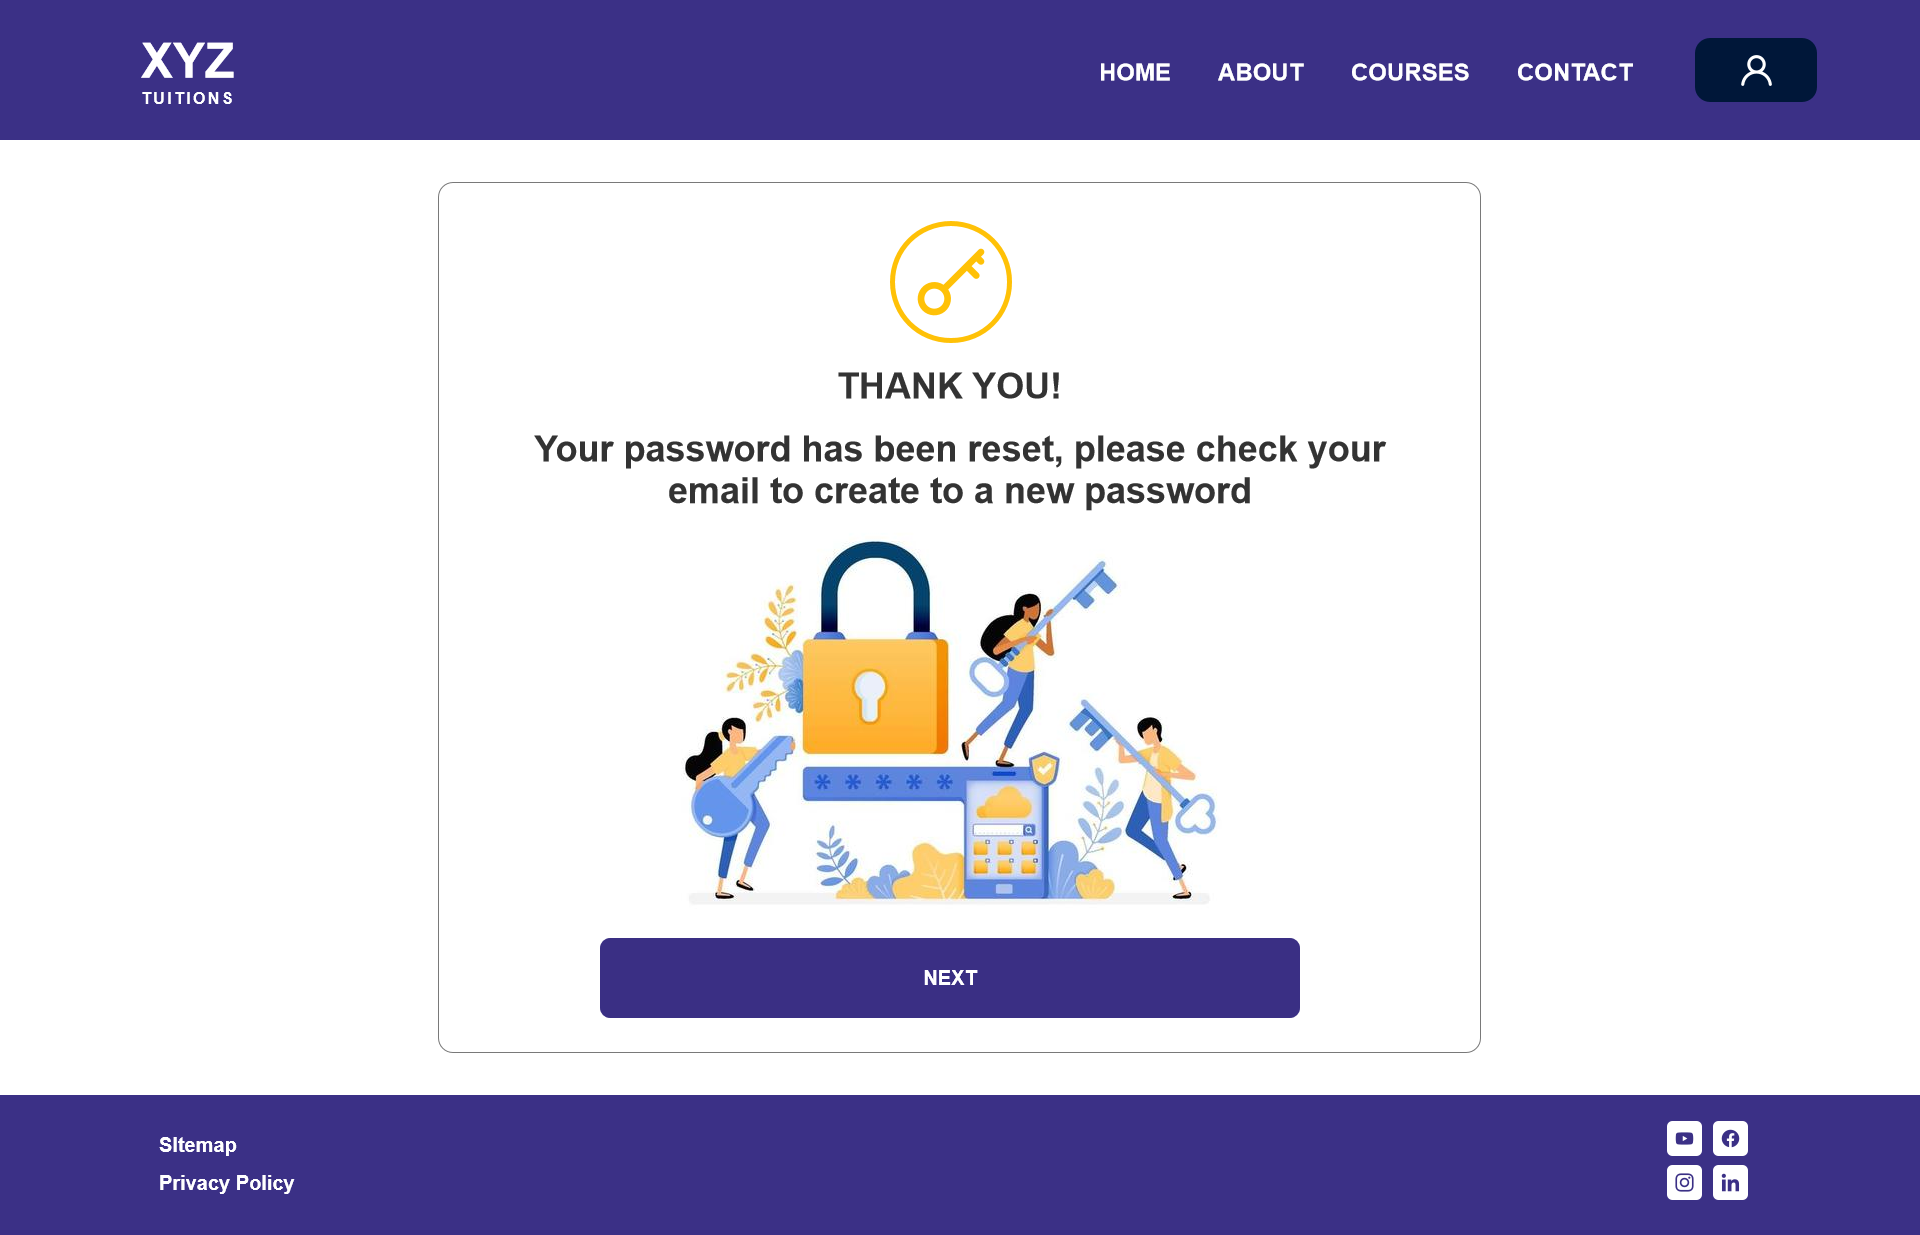 XYZ
TUITIONS
HOME ABOUT COURSES CONTACT
THANK YOU!
Your password has been reset, please check your
email to create to a new password
* * * * *
NEXT
SItemap
Privacy Policy